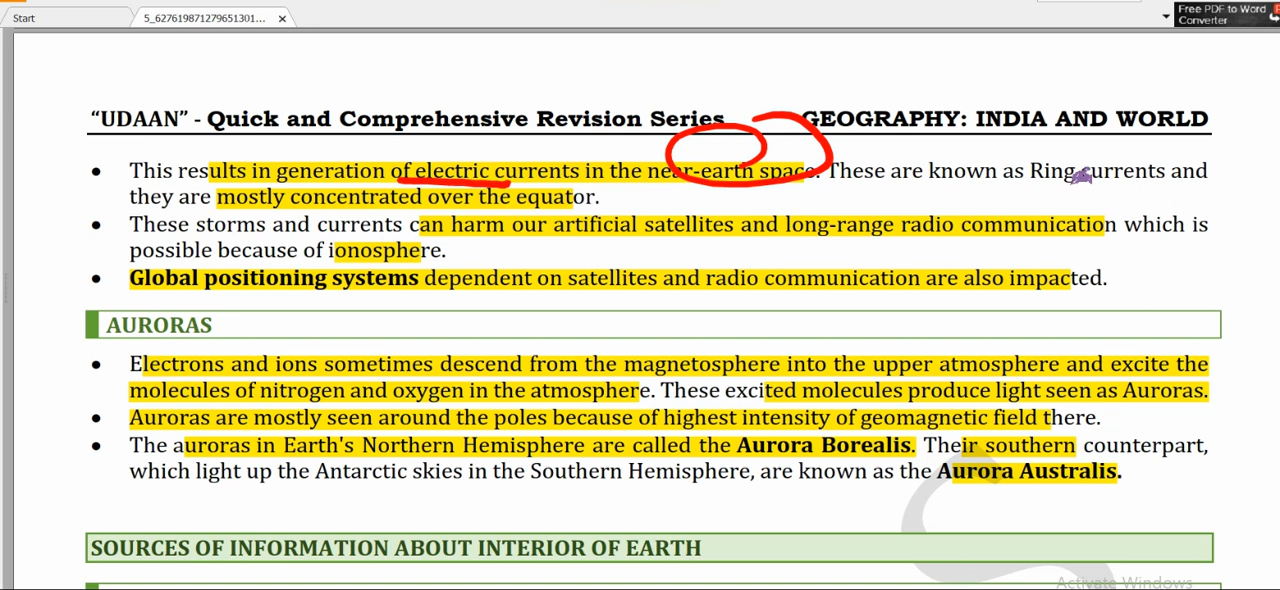 Start
5_627619871279651301...
Free PDF to Word
Converter
“UDAAN” - Quick and Comprehensive Revision Series GEOGRAPHY: INDIA AND WORLD
• This results in generation of electric currents in the near-earth space. These are known as Ring currents and
they are mostly concentrated over the equator.
• These storms and currents can harm our artificial satellites and long-range radio communication which is
possible because of ionosphere.
• Global positioning systems dependent on satellites and radio communication are also impacted.
AURORAS
• Electrons and ions sometimes descend from the magnetosphere into the upper atmosphere and excite the
molecules of nitrogen and oxygen in the atmosphere. These excited molecules produce light seen as Auroras.
• Auroras are mostly seen around the poles because of highest intensity of geomagnetic field there.
• The auroras in Earth's Northern Hemisphere are called the Aurora Borealis. Their southern counterpart,
which light up the Antarctic skies in the Southern Hemisphere, are known as the Aurora Australis.
SOURCES OF INFORMATION ABOUT INTERIOR OF EARTH
Activate Windows